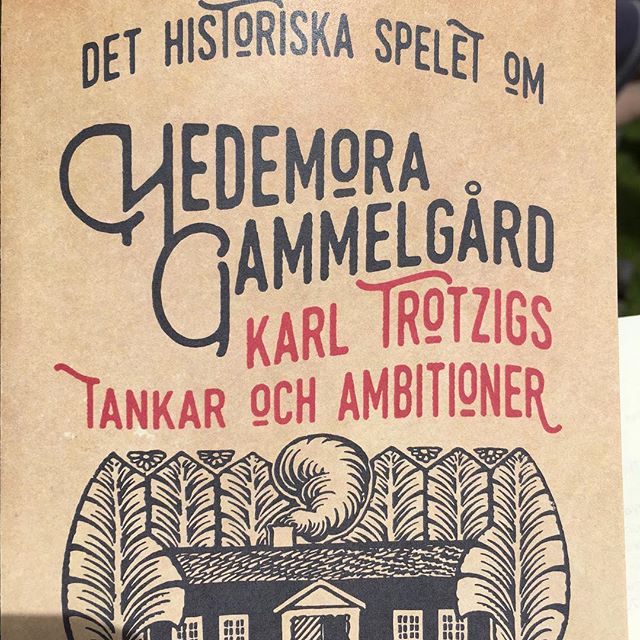 DET HISTORISKA SPELET OM
HEDEMORA
GAMMELGÅRD
KARL TROTZIGS
TANKAR OCH AMBITIONER